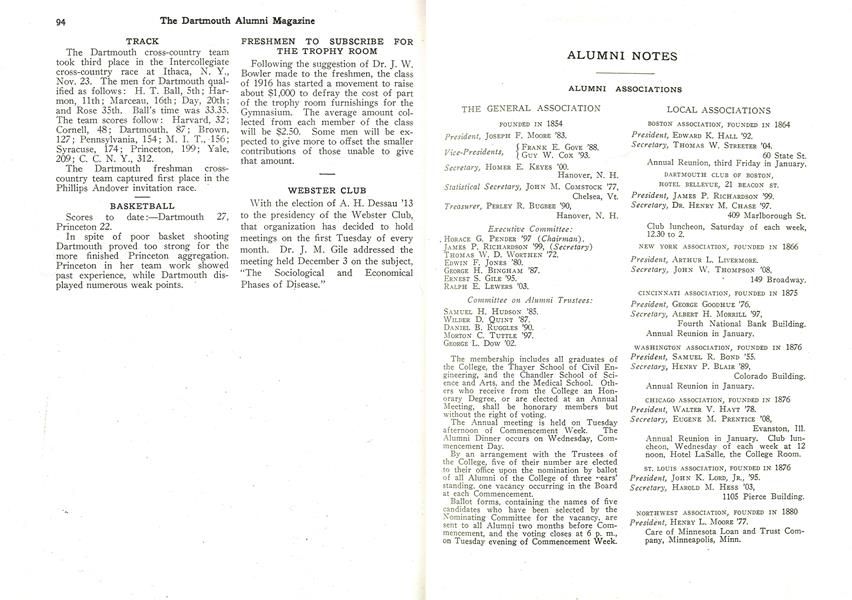 94
The Dartmouth Alumni Magazine
TRACK
The Dartmouth cross-country team
took third place in the Intercollegiate
cross-country race at Ithaca, N. Y.,
Nov. 23. The men for Dartmouth qual-
ified as follows: H. T. Ball, 5th; Har-
mon, 11th; Marceau, 16th; Day, 20th;
and Rose 35th. Ball's time was 33.35.
The team scores follow: Harvard, 32;
Cornell, 48; Dartmouth, 87; Brown,
127; Pennsylvania, 154; M. I. T., 156;
Syracuse, 174; Princeton, 199; Yale,
209; C. C. N. Y., 312.
The Dartmouth freshman cross-
country team captured first place in the
Phillips Andover invitation race.
BASKETBALL
Scores to date:—Dartmouth 27,
Princeton 22.
In spite of poor basket shooting
Dartmouth proved too strong for the
more finished Princeton aggregation.
Princeton in her team work showed
past experience, while Dartmouth dis-
played numerous weak points.
FRESHMEN TO SUBSCRIBE FOR
THE TROPHY ROOM
Following the suggestion of Dr. J. W.
Bowler made to the freshmen, the class
of 1916 has started a movement to raise
about $1,000 to defray the cost of part
of the trophy room furnishings for the
Gymnasium. The average amount col-
lected from each member of the class
will be $2.50. Some men will be ex-
pected to give more to offset the smaller
contributions of those unable to give
that amount.
WEBSTER CLUB
With the election of A. H. Dessau '13
to the presidency of the Webster Club,
that organization has decided to hold
meetings on the first Tuesday of every
month. Dr. J. M. Gile addressed the
meeting held December 3 on the subject,
"The Sociological and Economical
Phases of Disease."
ALUMNI NOTES
ALUMNI ASSOCIATIONS
THE GENERAL ASSOCIATION
FOUNDED IN 1854
President, JOSEPH F. MOORE '83.
Vice-Presidents, { FRANK E. GOVE '88.
{ GUY W. COX '93.
Secretary, HOMER E. KEYES '00.
Hanover, N. H.
Statistical Secretary, JOHN M. COMSTOCK '77,
Chelsea, Vt.
Treasurer, PERLEY R. BUGBEE '90,
Hanover, N. H.
Executive Committee:
HORACE G. PENDER '97 (Chairman).
JAMES P. RICHARDSON '99, (Secretary)
THOMAS W. D. WORTHEN '72.
EDWIN F. JONES '80.
GEORGE H. BINGHAM '87.
ERNEST S. GILE '95.
RALPH E. LEWERS '03.
Committee on Alumni Trustees:
SAMUEL H. HUDSON '85.
WILDER D. QUINT '87.
DANIEL B. RUGGLES '90.
MORTON C. TUTTLE '97.
GEORGE L. DOW '02.
The membership includes all graduates of
the College, the Thayer School of Civil En-
gineering, and the Chandler School of Sci-
ence and Arts, and the Medical School. Oth-
ers who receive from the College an Hon-
orary Degree, or are elected at an Annual
Meeting, shall be honorary members but
without the right of voting.
The Annual meeting is held on Tuesday
afternoon of Commencement Week. The
Alumni Dinner occurs on Wednesday, Com-
mencement Day.
By an arrangement with the Trustees of
the College, five of their number are elected
to their office upon the nomination by ballot
of all Alumni of the College of three years'
standing, one vacancy occurring in the Board
at each Commencement.
Ballot forms, containing the names of five
candidates who have been selected by the
Nominating Committee for the vacancy, are
sent to all Alumni two months before Com-
mencement, and the voting closes at 6 p. m.,
on Tuesday evening of Commencement Week.
LOCAL ASSOCIATIONS
BOSTON ASSOCIATION, FOUNDED IN 1864
President, EDWARD K. HALL '92.
Secretary, THOMAS W. STREETER '04.
60 State St.
Annual Reunion, third Friday in January.
DARTMOUTH CLUB OF BOSTON,
HOTEL BELLEVUE, 21 BEACON ST.
President, JAMES P. RICHARDSON '99.
Secretary, DR. HENRY M. CHASE '97.
409 Marlborough St.
Club luncheon, Saturday of each week,
12.30 to 2.
NEW YORK ASSOCIATION, FOUNDED IN 1866
President, ARTHUR L. LIVERMORE.
Secretary, JOHN W. THOMPSON '08,
149 Broadway.
CINCINNATI ASSOCIATION, FOUNDED IN 1875
President, GEORGE GOODHUE '76.
Secretary, ALBERT H. MORRILL '97,
Fourth National Bank Building.
Annual Reunion in January.
WASHINGTON ASSOCIATION, FOUNDED IN 1876
President, SAMUEL R. BOND '55.
Secretary, HENRY P. BLAIR '89,
Colorado Building.
Annual Reunion in January.
CHICAGO ASSOCIATION, FOUNDED IN 1876
President, WALTER V. HAYT '78.
Secretary, EUGENE M. PRENTICE '08,
Evanston, Ill.
Annual Reunion in January. Club lun-
cheon, Wednesday of each week at 12
noon, Hotel LaSalle, the College Room.
ST. LOUIS ASSOCIATION, FOUNDED IN 1876
President, JOHN K. LORD, JR., '95.
Secretary, HAROLD M. HESS '03,
1105 Pierce Building.
NORTHWEST ASSOCIATION, FOUNDED IN 1880
President, HENRY L. MOORE '77.
Care of Minnesota Loan and Trust Com-
pany, Minneapolis, Minn.